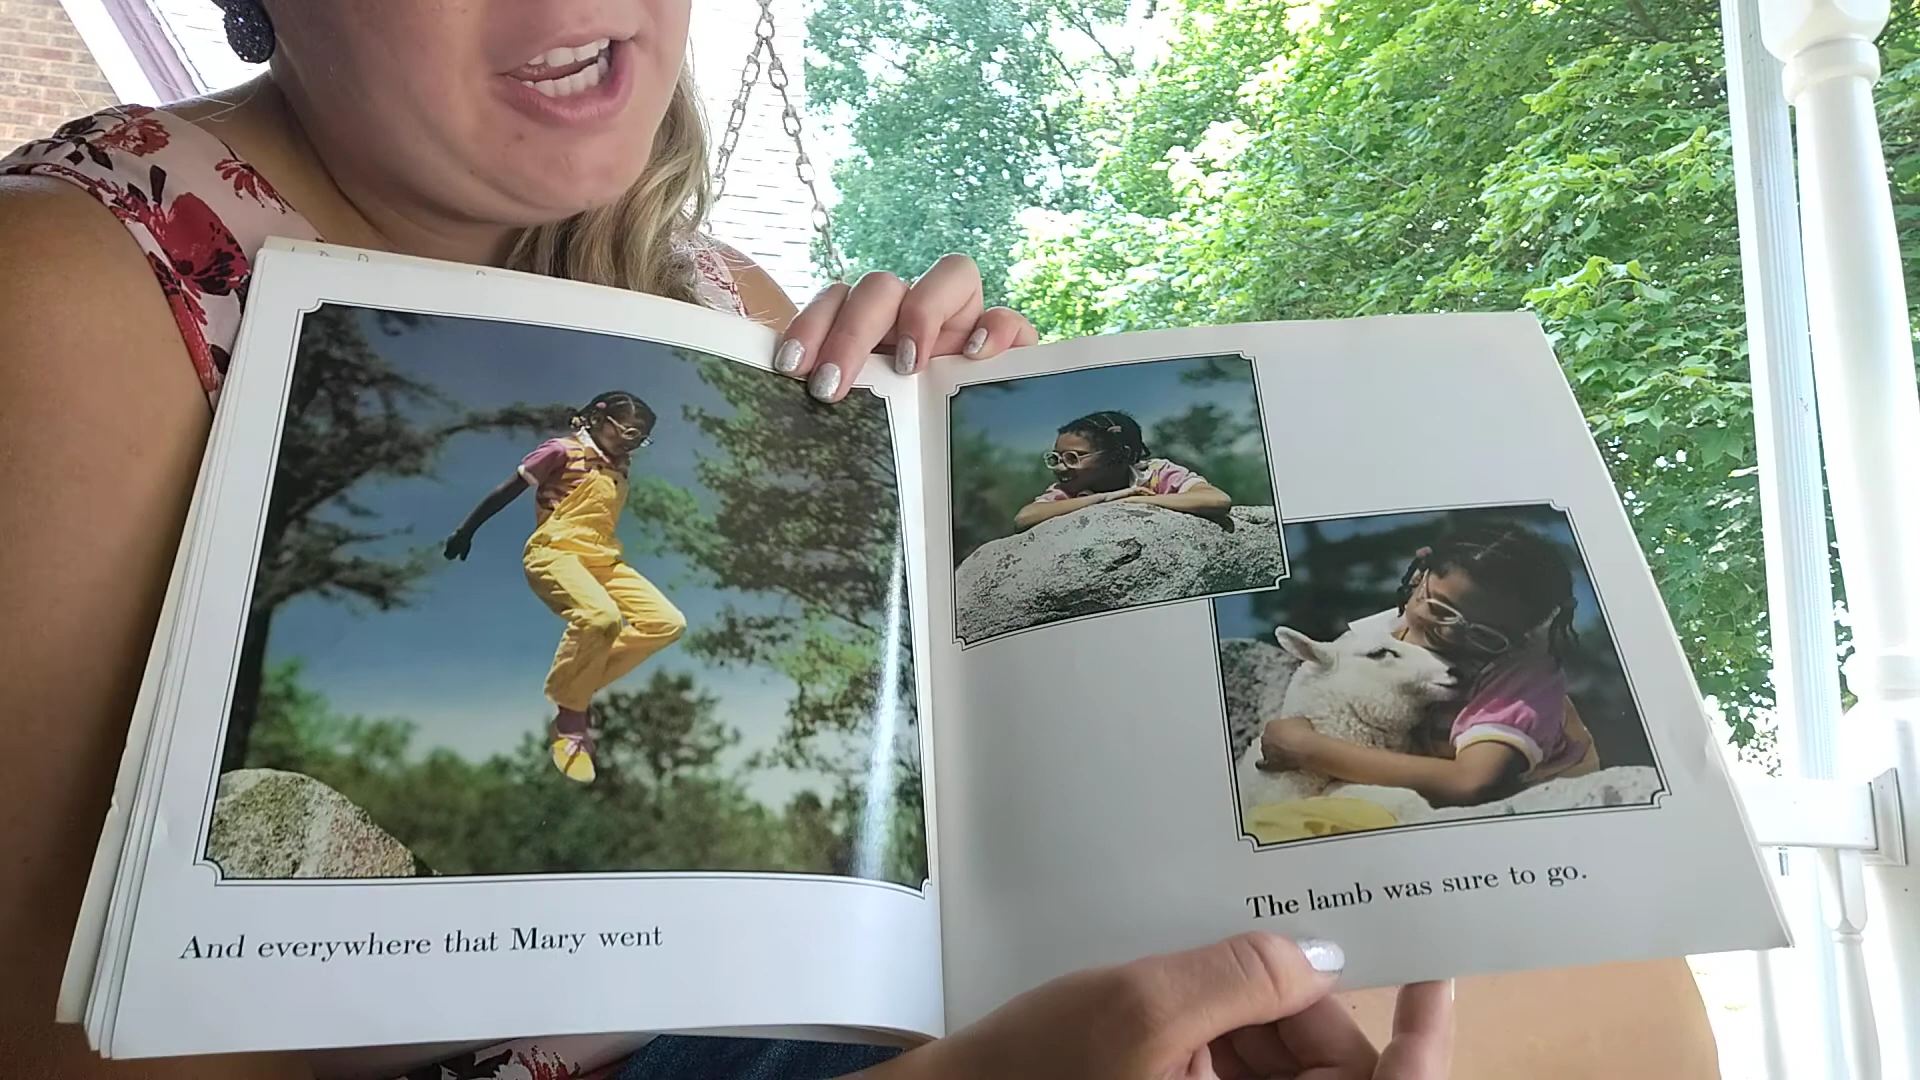 And everywhere that Mary went
The lamb was sure to go.